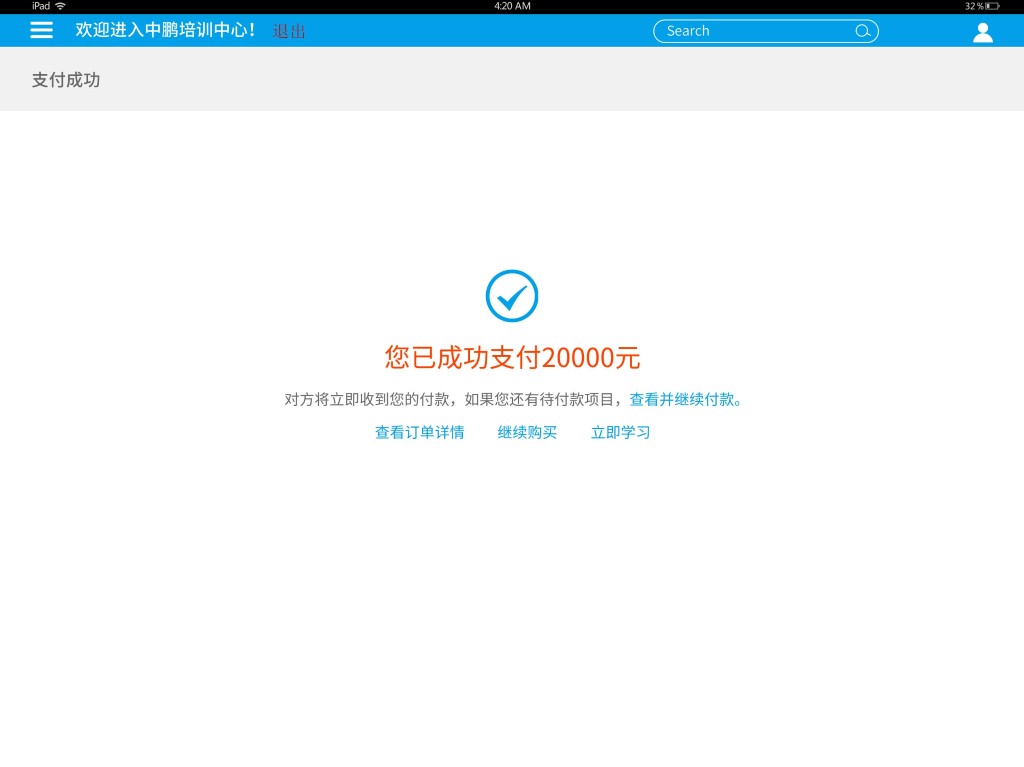 iPad 4:20 AM 32%
欢迎进入中鹏培训中心！ 退出 Search
支付成功
您已成功支付20000元
对方将立即收到您的付款，如果您还有待付款项目，查看并继续付款。
查看订单详情 继续购买 立即学习